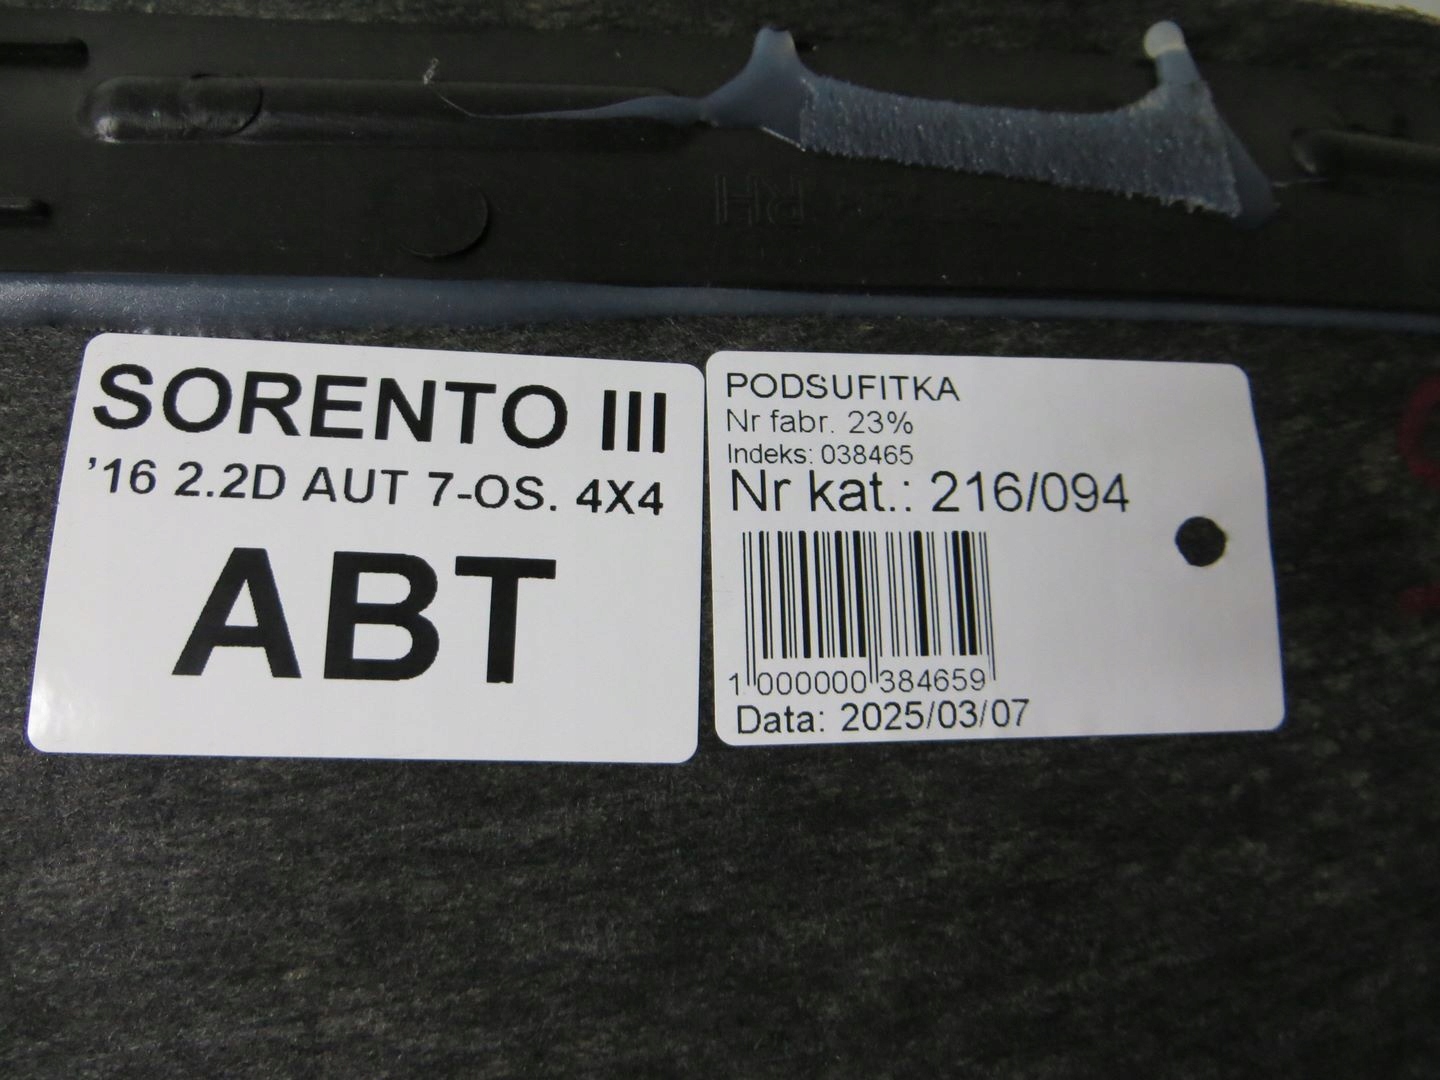 RH
SORENTO III
'16 2.2D AUT 7-OS. 4X4
ABT
PODSUFITKA
Nr fabr. 23%
Indeks: 038465
Nr kat.: 216/094
1 000000 384659
Data: 2025/03/07